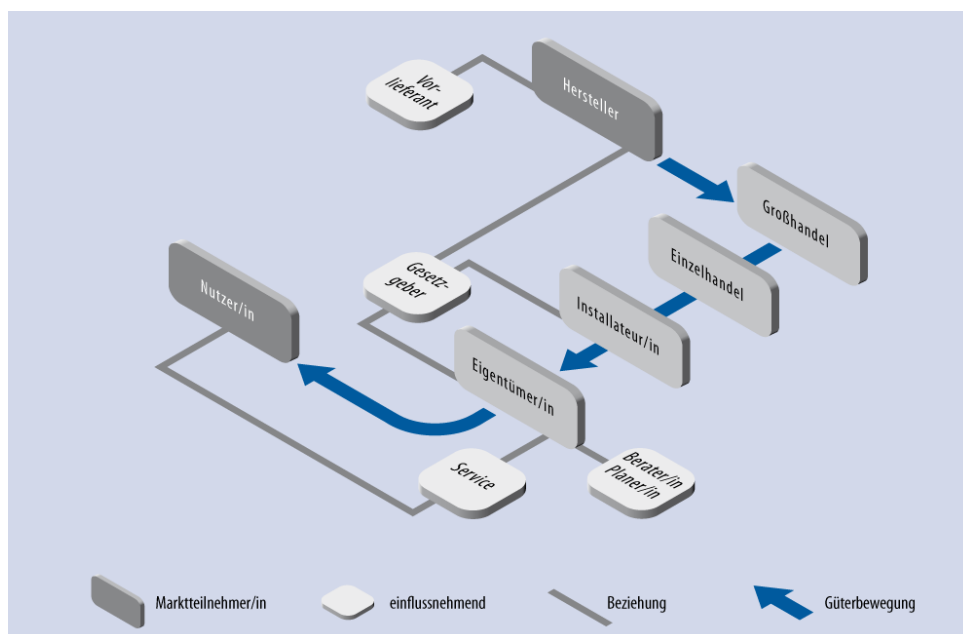 Vor-
lieferant
Hersteller
Großhandel
Einzelhandel
Gesetz-
geber
Nutzer/in
Installateur/in
Eigentümer/in
Service
Berater/in
Planer/in
Marktteilnehmer/in
einflussnehmend
Beziehung
Güterbewegung